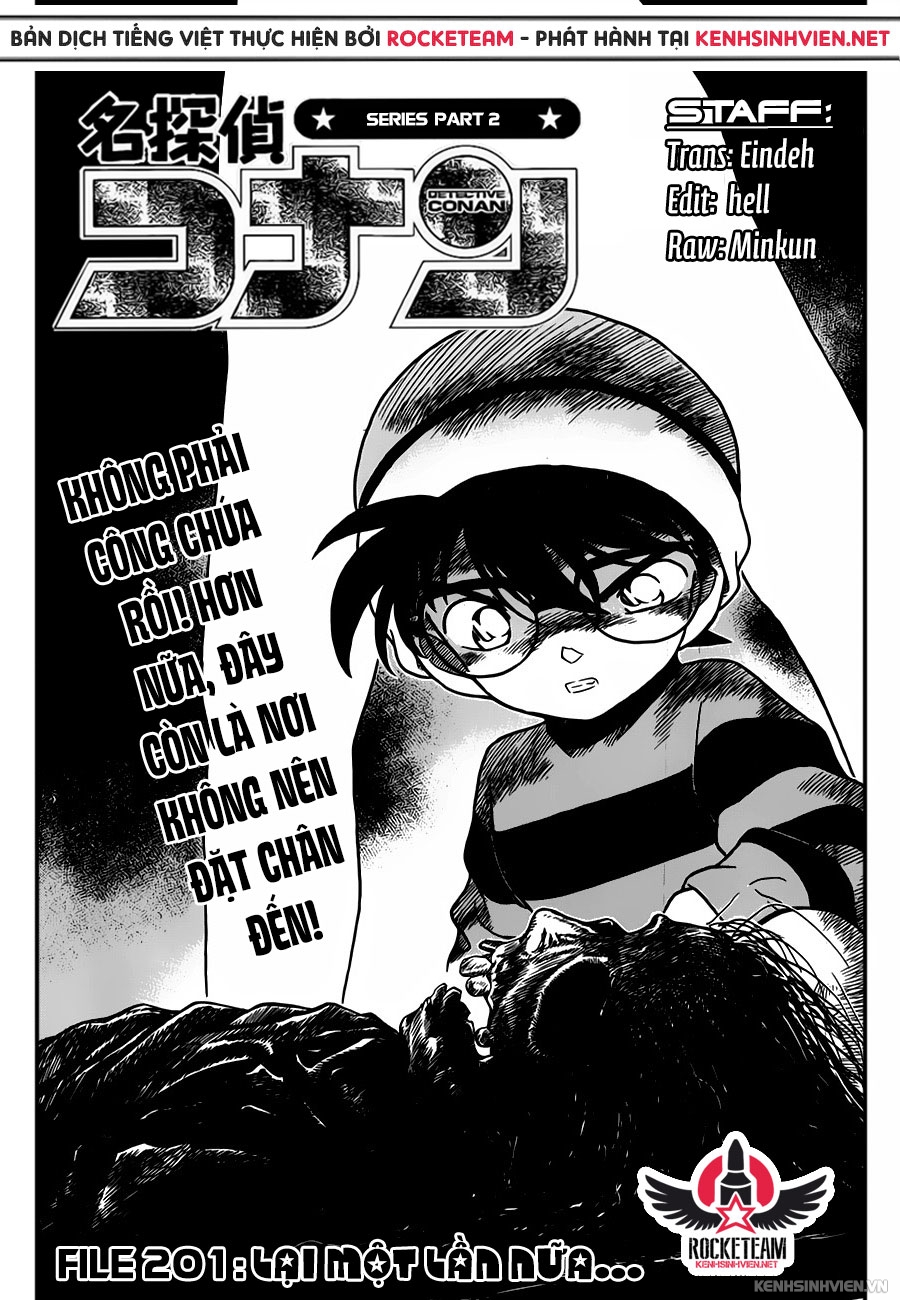 BẢN DỊCH TIẾNG VIỆT THỰC HIỆN BỞI ROCKETEAM - PHÁT HÀNH TẠI KENHSINHVIEN.NET
名探偵
コナン
DETECTIVE
CONAN
SERIES PART 2
STAFF:
Trans: Eindeh
Edit: hell
Raw: Minkun
KHÔNG PHẢI
CÔNG CHÚA
RỒI! HƠN
NỮA, ĐÂY
CÒN LÀ NƠI
KHÔNG NÊN
ĐẶT CHÂN
ĐẾN!
FILE 201: LẠI MỘT LẦN NỮA...
ROCKETEAM
KENHSINHVIEN.NET
KENHSINHVIEN.VN